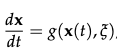 dx/dt = g(x(t), ξ),